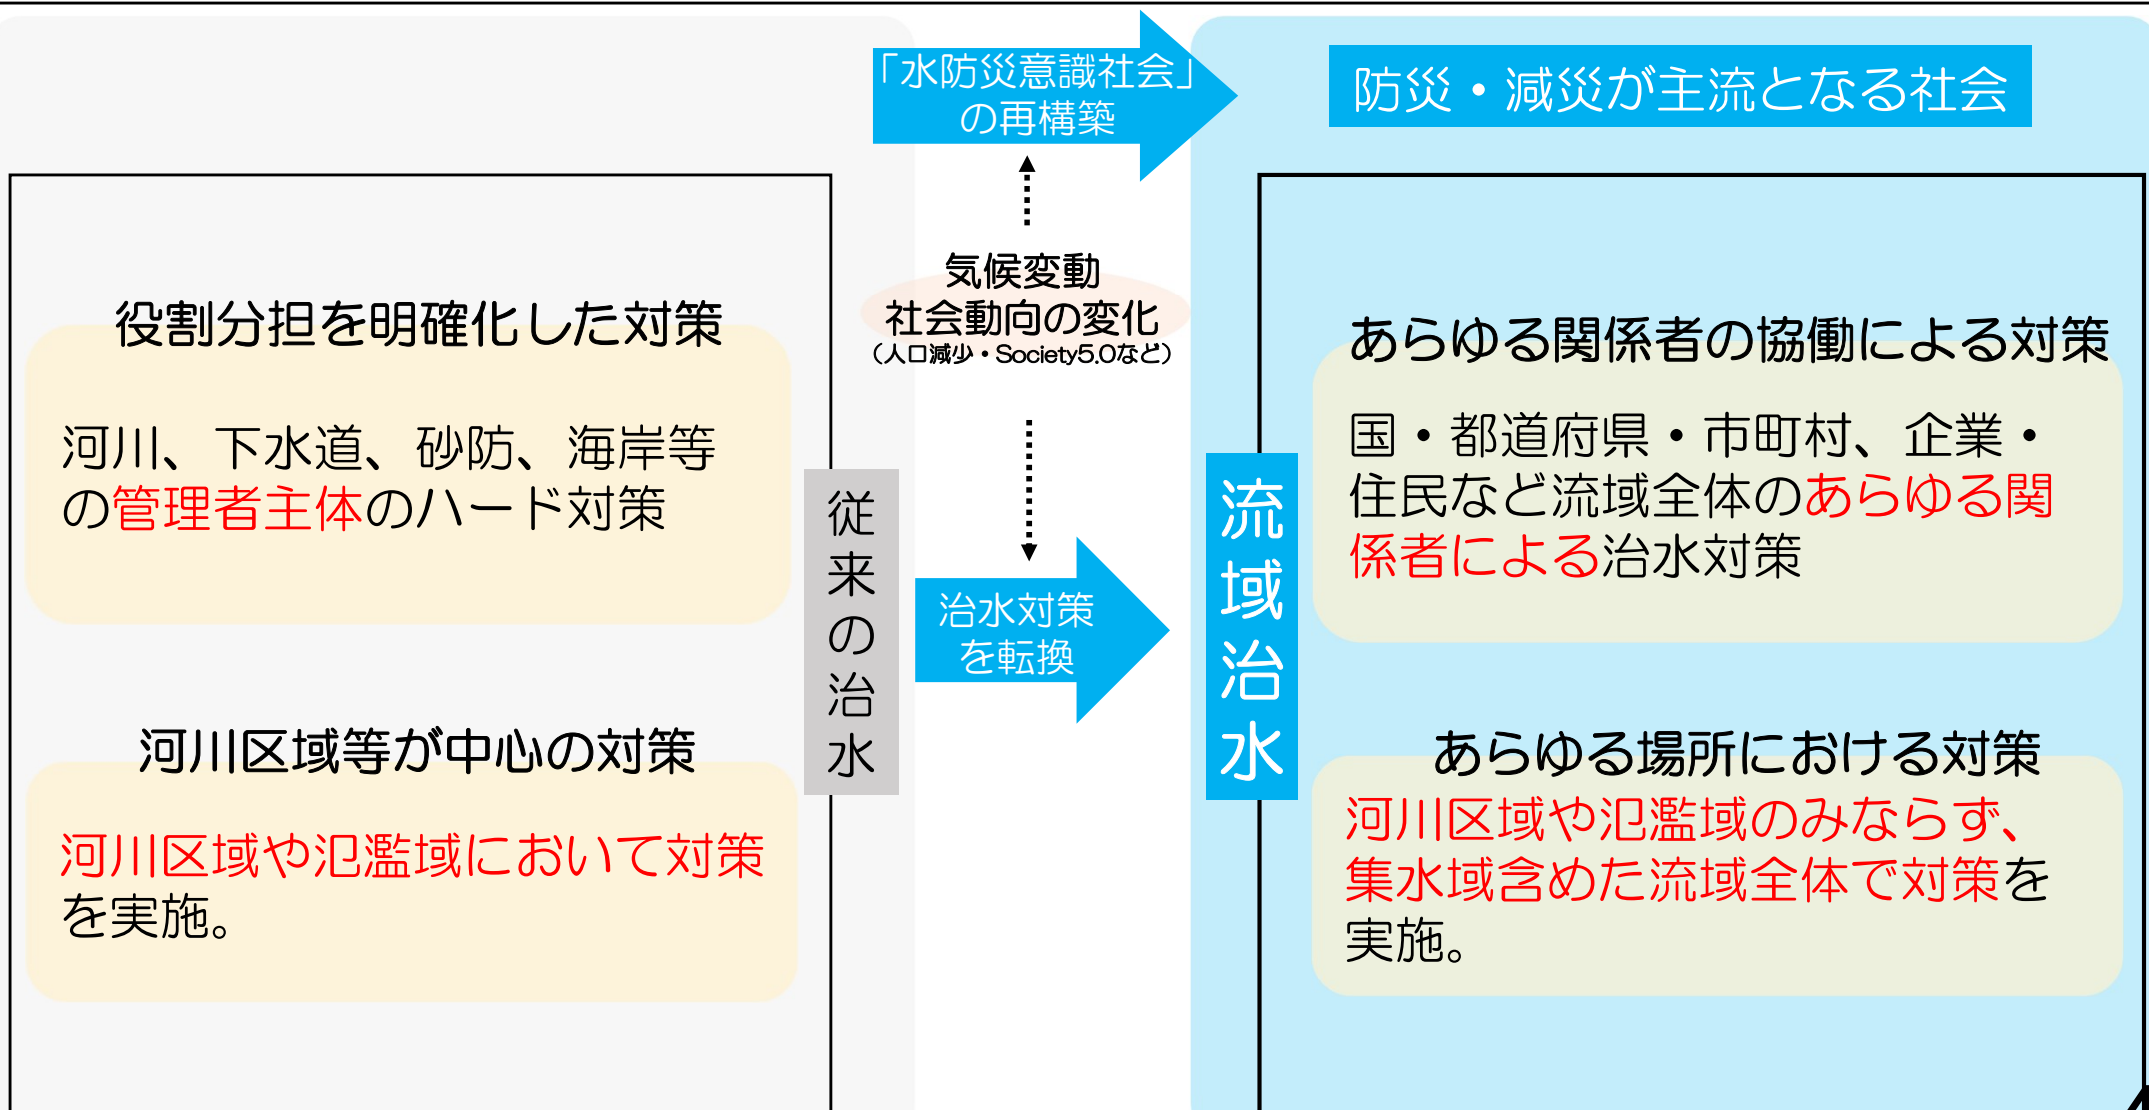 「水防災意識社会」
の再構築
防災・減災が主流となる社会
気候変動
社会動向の変化
（人口減少・Society5.0など）
役割分担を明確化した対策
河川、下水道、砂防、海岸等
の管理者主体のハード対策
河川区域等が中心の対策
河川区域や氾濫域において対策
を実施。
従来の治水
治水対策
を転換
流域治水
あらゆる関係者の協働による対策
国・都道府県・市町村、企業・
住民など流域全体のあらゆる関
係者による治水対策
あらゆる場所における対策
河川区域や氾濫域のみならず、
集水域含めた流域全体で対策を
実施。